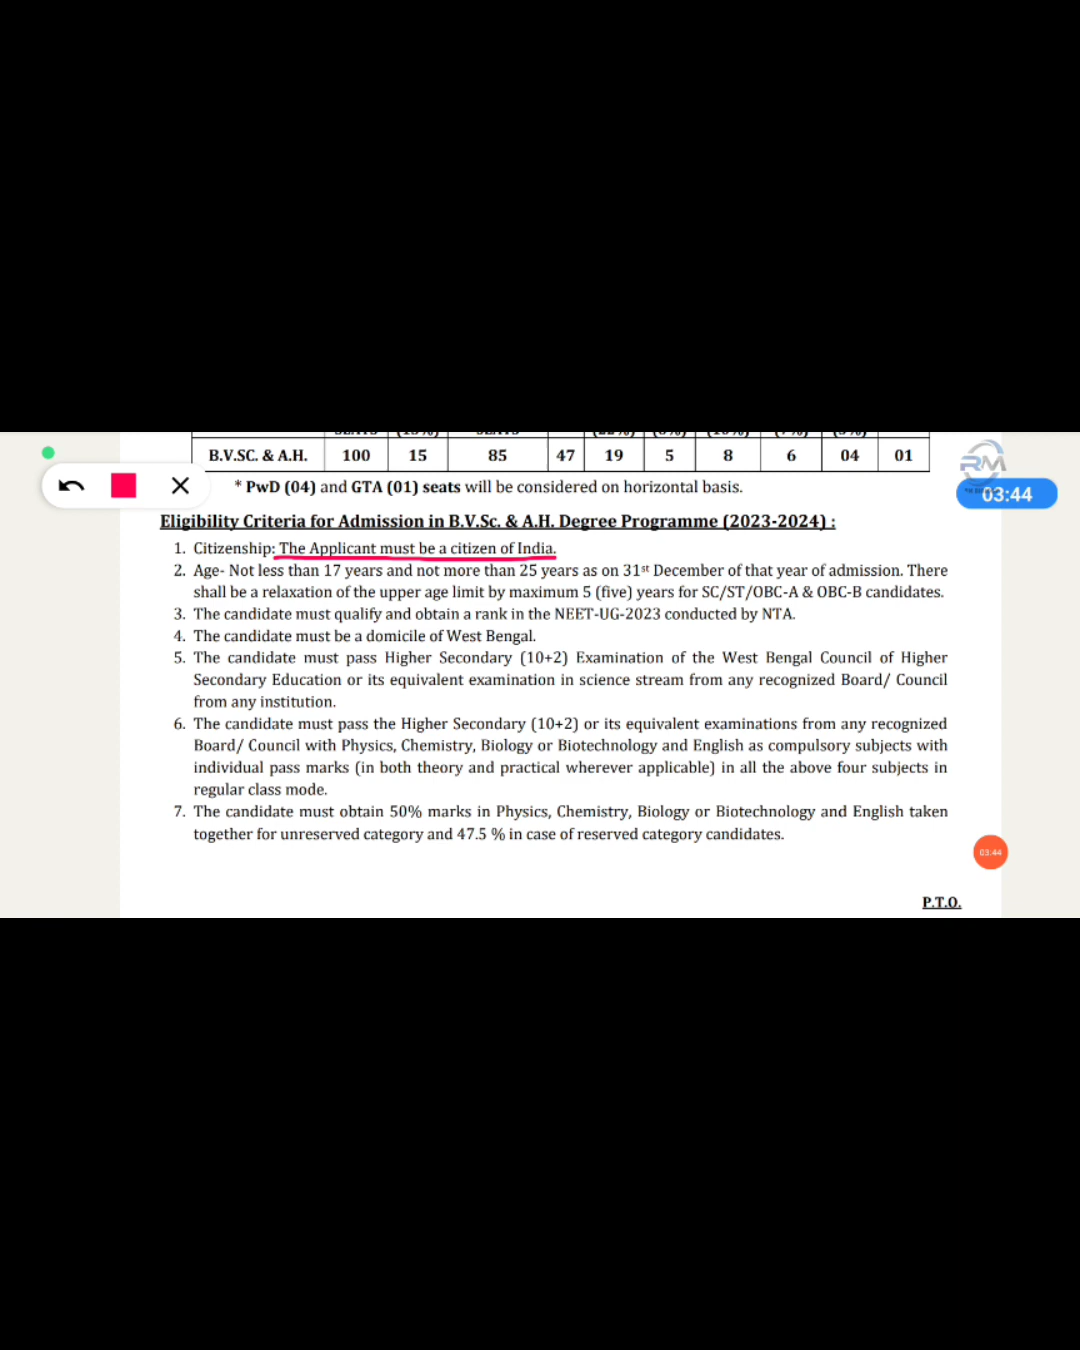 B.V.SC. & A.H. 100 15 85 47 19 5 8 6 04 01
RM
03:44
* PwD (04) and GTA (01) seats will be considered on horizontal basis.
Eligibility Criteria for Admission in B.V.Sc. & A.H. Degree Programme (2023-2024) :
1. Citizenship: The Applicant must be a citizen of India.
2. Age- Not less than 17 years and not more than 25 years as on 31st December of that year of admission. There
shall be a relaxation of the upper age limit by maximum 5 (five) years for SC/ST/OBC-A & OBC-B candidates.
3. The candidate must qualify and obtain a rank in the NEET-UG-2023 conducted by NTA.
4. The candidate must be a domicile of West Bengal.
5. The candidate must pass Higher Secondary (10+2) Examination of the West Bengal Council of Higher
Secondary Education or its equivalent examination in science stream from any recognized Board/ Council
from any institution.
6. The candidate must pass the Higher Secondary (10+2) or its equivalent examinations from any recognized
Board/ Council with Physics, Chemistry, Biology or Biotechnology and English as compulsory subjects with
individual pass marks (in both theory and practical wherever applicable) in all the above four subjects in
regular class mode.
7. The candidate must obtain 50% marks in Physics, Chemistry, Biology or Biotechnology and English taken
together for unreserved category and 47.5 % in case of reserved category candidates.
03:44
P.T.O.